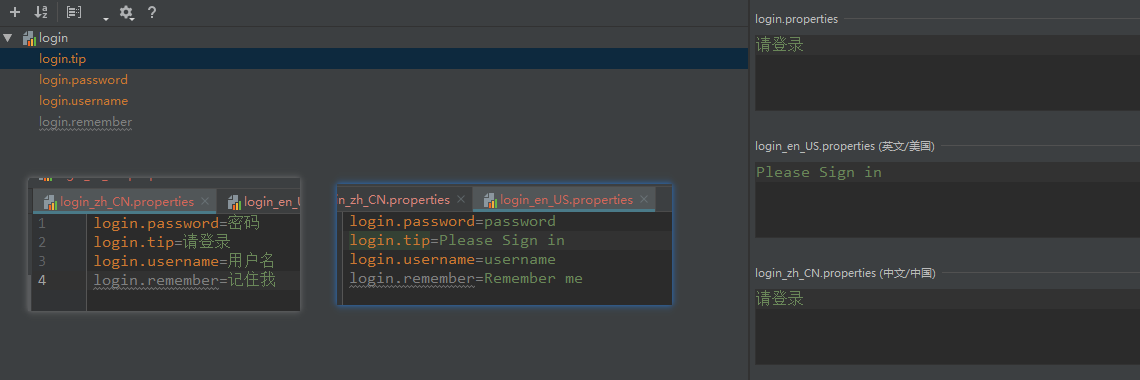 ?
login
login.tip
login.password
login.username
login.remember
login_zh_CN.properties ×
login_en_U
1 login.password=密码
2 login.tip=请登录
3 login.username=用户名
4 login.remember=记住我
n_zh_CN.properties ×
login_en_US.properties ×
login.password=password
login.tip=Please Sign in
login.username=username
login.remember=Remember me
login.properties
请登录
login_en_US.properties (英文/美国)
Please Sign in
login_zh_CN.properties (中文/中国)
请登录